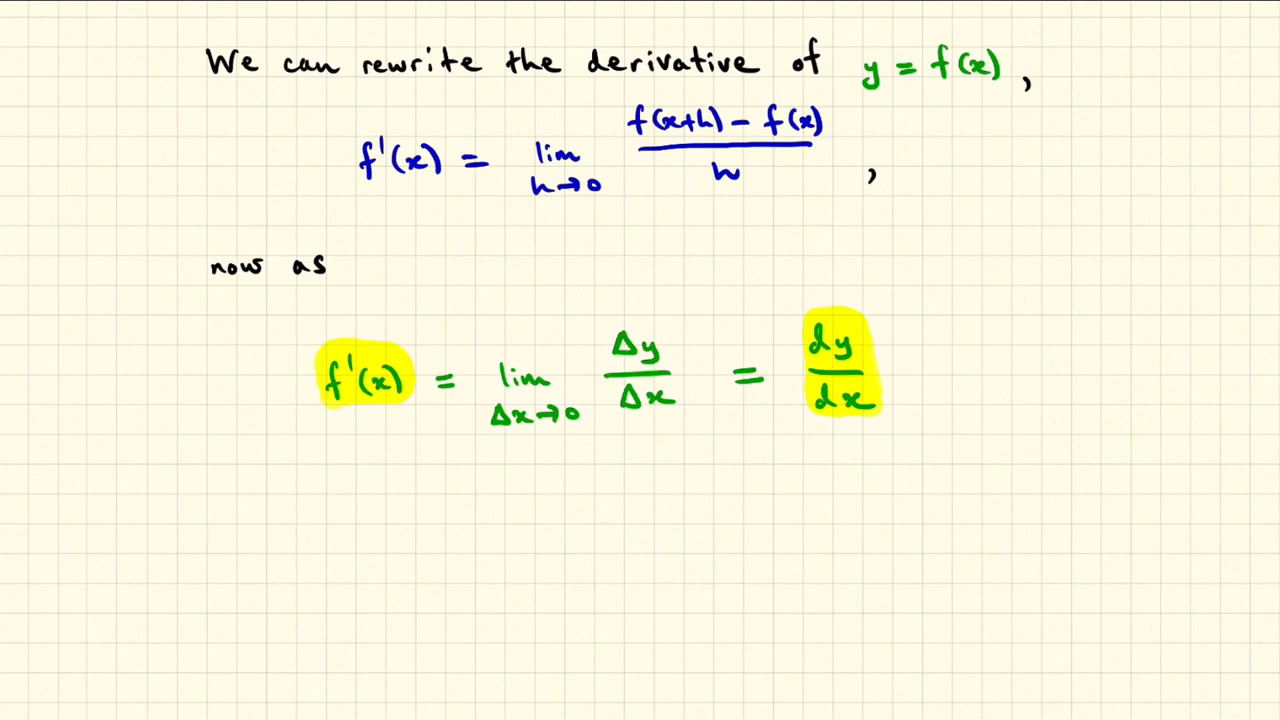 We can rewrite the derivative of y = f(x),
f'(x) = lim h→0 f(x+h) - f(x) / h ,
now as
f'(x) = lim Δx→0 Δy / Δx = dy / dx